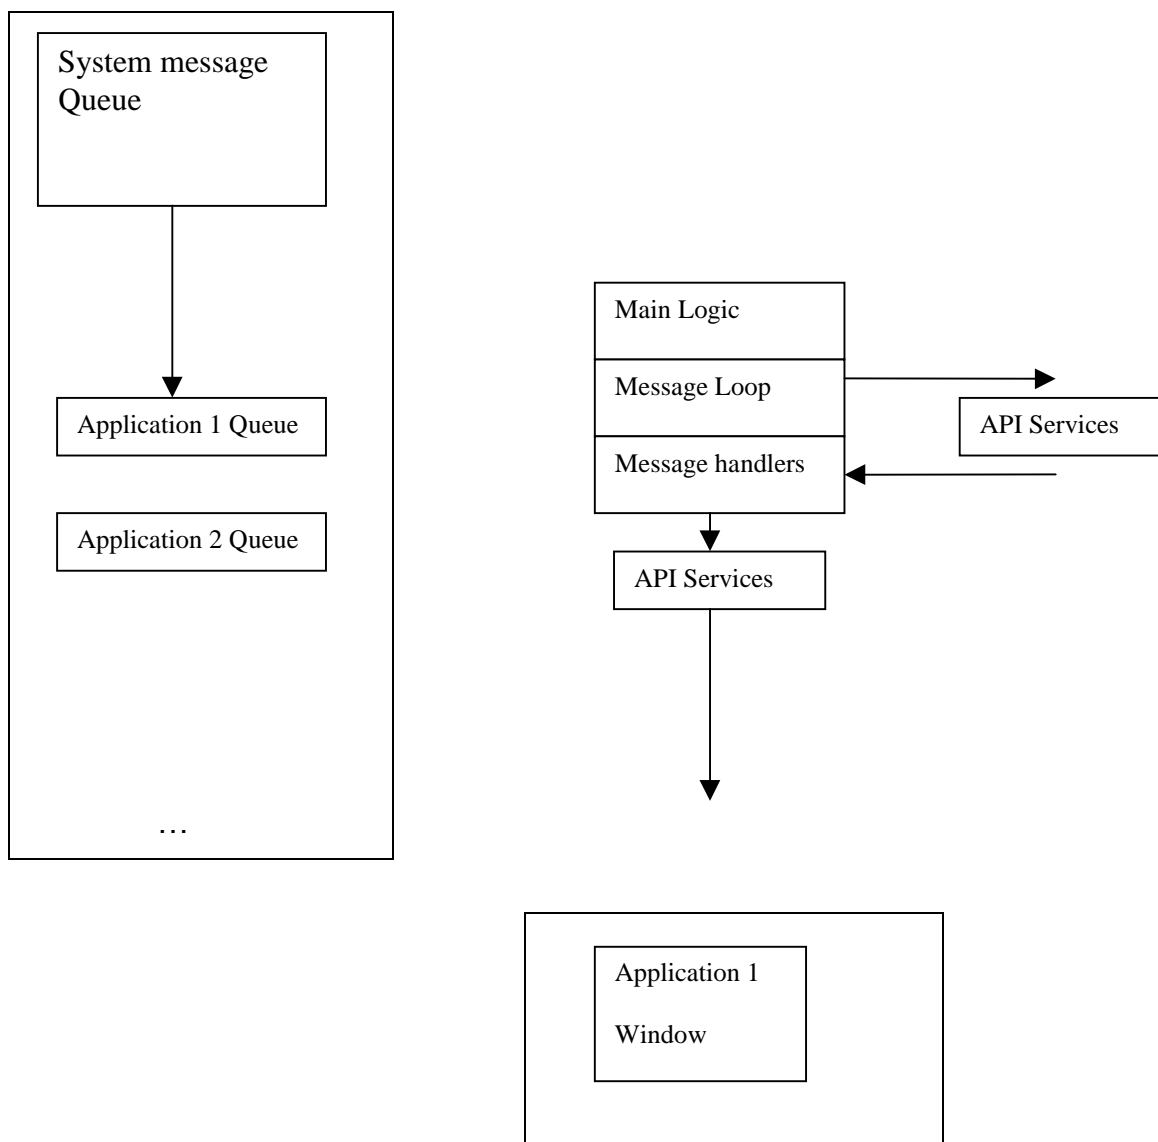 System message
Queue
Application 1 Queue
Application 2 Queue
...
Main Logic
Message Loop
Message handlers
API Services
API Services
Application 1
Window